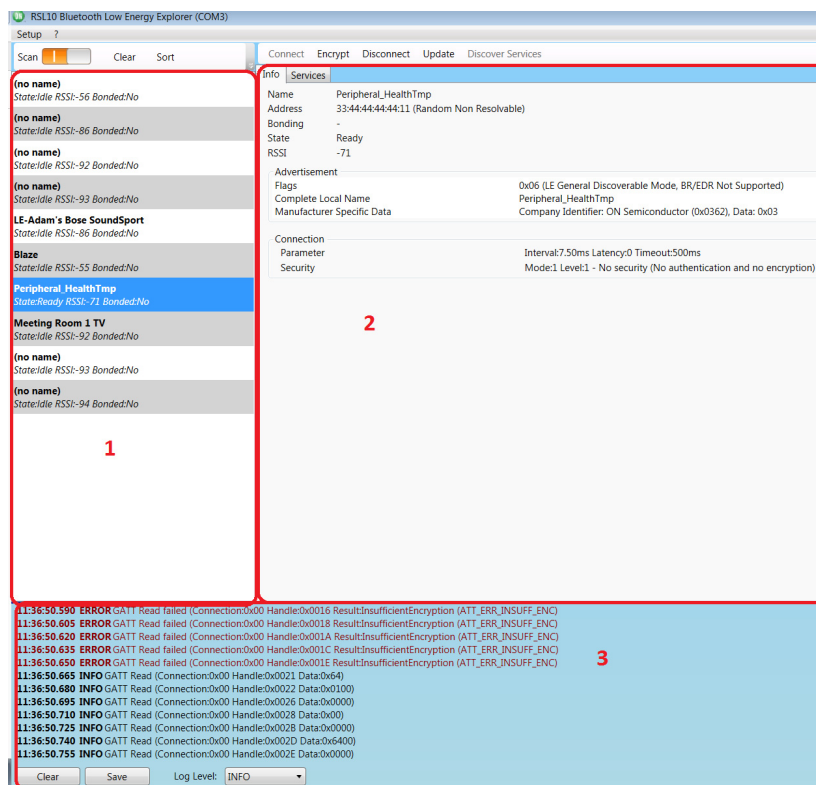 RSL10 Bluetooth Low Energy Explorer (COM3)
Setup ?
Scan Clear Sort
Connect Encrypt Disconnect Update Discover Services
(no name)
State:Idle RSSI:-56 Bonded:No
(no name)
State:Idle RSSI:-86 Bonded:No
(no name)
State:Idle RSSI:-92 Bonded:No
(no name)
State:Idle RSSI:-93 Bonded:No
LE-Adam's Bose SoundSport
State:Idle RSSI:-86 Bonded:No
Blaze
State:Idle RSSI:-55 Bonded:No
Peripheral_HealthTmp
State:Ready RSSI:-71 Bonded:No
Meeting Room 1 TV
State:Idle RSSI:-92 Bonded:No
(no name)
State:Idle RSSI:-93 Bonded:No
(no name)
State:Idle RSSI:-94 Bonded:No
1
Info Services
Name Peripheral_HealthTmp
Address 33:44:44:44:44:11 (Random Non Resolvable)
Bonding -
State Ready
RSSI -71
Advertisement
Flags 0x06 (LE General Discoverable Mode, BR/EDR Not Supported)
Complete Local Name Peripheral_HealthTmp
Manufacturer Specific Data Company Identifier: ON Semiconductor (0x0362), Data: 0x03
Connection
Parameter Interval:7.50ms Latency:0 Timeout:500ms
Security Mode:1 Level:1 - No security (No authentication and no encryption)
2
11:36:50.590 ERROR GATT Read failed (Connection:0x00 Handle:0x0016 Result:InsufficientEncryption (ATT_ERR_INSUFF_ENC)
11:36:50.605 ERROR GATT Read failed (Connection:0x00 Handle:0x0018 Result:InsufficientEncryption (ATT_ERR_INSUFF_ENC)
11:36:50.620 ERROR GATT Read failed (Connection:0x00 Handle:0x001A Result:InsufficientEncryption (ATT_ERR_INSUFF_ENC)
11:36:50.635 ERROR GATT Read failed (Connection:0x00 Handle:0x001C Result:InsufficientEncryption (ATT_ERR_INSUFF_ENC)
11:36:50.650 ERROR GATT Read failed (Connection:0x00 Handle:0x001E Result:InsufficientEncryption (ATT_ERR_INSUFF_ENC)
11:36:50.665 INFO GATT Read (Connection:0x00 Handle:0x0021 Data:0x64)
11:36:50.680 INFO GATT Read (Connection:0x00 Handle:0x0022 Data:0x0100)
11:36:50.695 INFO GATT Read (Connection:0x00 Handle:0x0026 Data:0x0000)
11:36:50.710 INFO GATT Read (Connection:0x00 Handle:0x0028 Data:0x00)
11:36:50.725 INFO GATT Read (Connection:0x00 Handle:0x002B Data:0x0000)
11:36:50.740 INFO GATT Read (Connection:0x00 Handle:0x002D Data:0x6400)
11:36:50.755 INFO GATT Read (Connection:0x00 Handle:0x002E Data:0x0000)
3
Clear Save Log Level: INFO